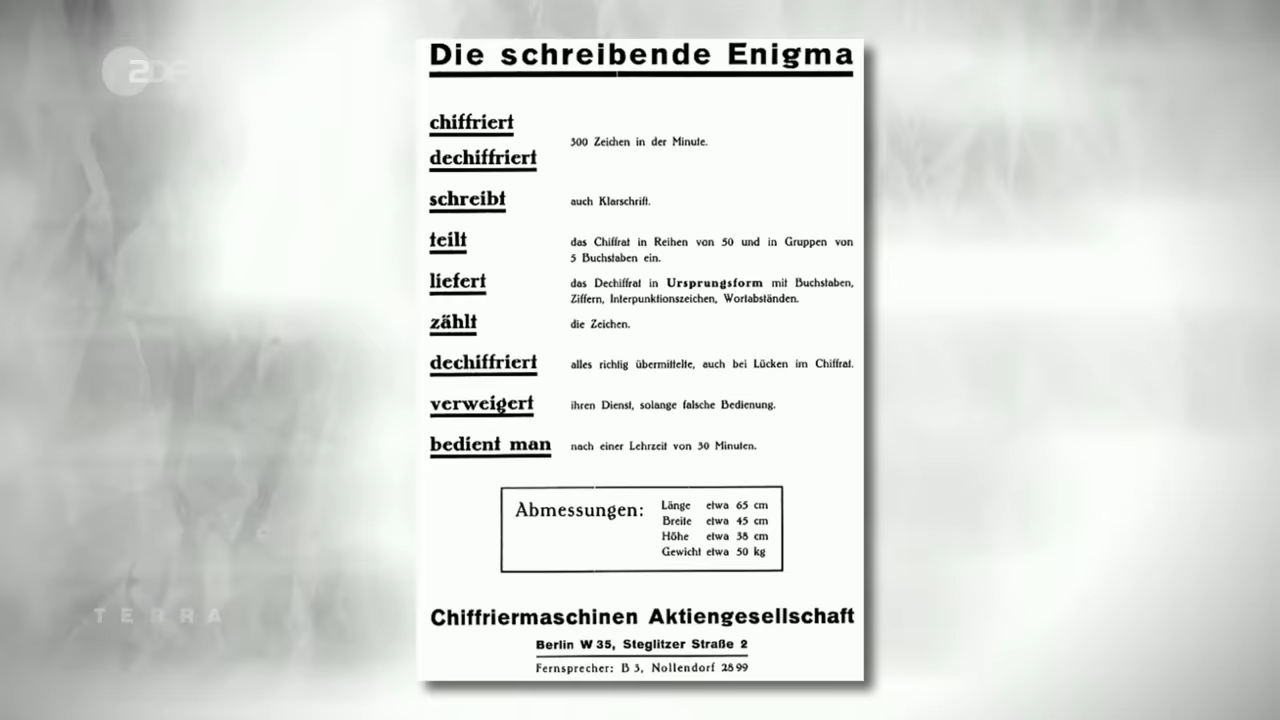 Die schreibende Enigma
2DF
chiffriert
300 Zeichen in der Minute.
dechiffriert
schreibt auch Klarschrift.
teilt das Chiffrat in Reihen von 50 und in Gruppen von
5 Buchstaben ein.
liefert das Dechiffrat in Ursprungsform mit Buchstaben,
Ziffern, Interpunktionszeichen, Wortabständen.
zählt die Zeichen.
dechiffriert alles richtig übermittelte, auch bei Lücken im Chiffrat.
verweigert ihren Dienst, solange falsche Bedienung.
bedient man nach einer Lehrzeit von 30 Minuten.
Abmessungen: Länge etwa 65 cm
Breite etwa 45 cm
Höhe etwa 38 cm
Gewicht etwa 50 kg
Chiffriermaschinen Aktiengesellschaft
TERRA
Berlin W 35, Steglitzer Straße 2
Fernsprecher: B 3, Nollendorf 2899